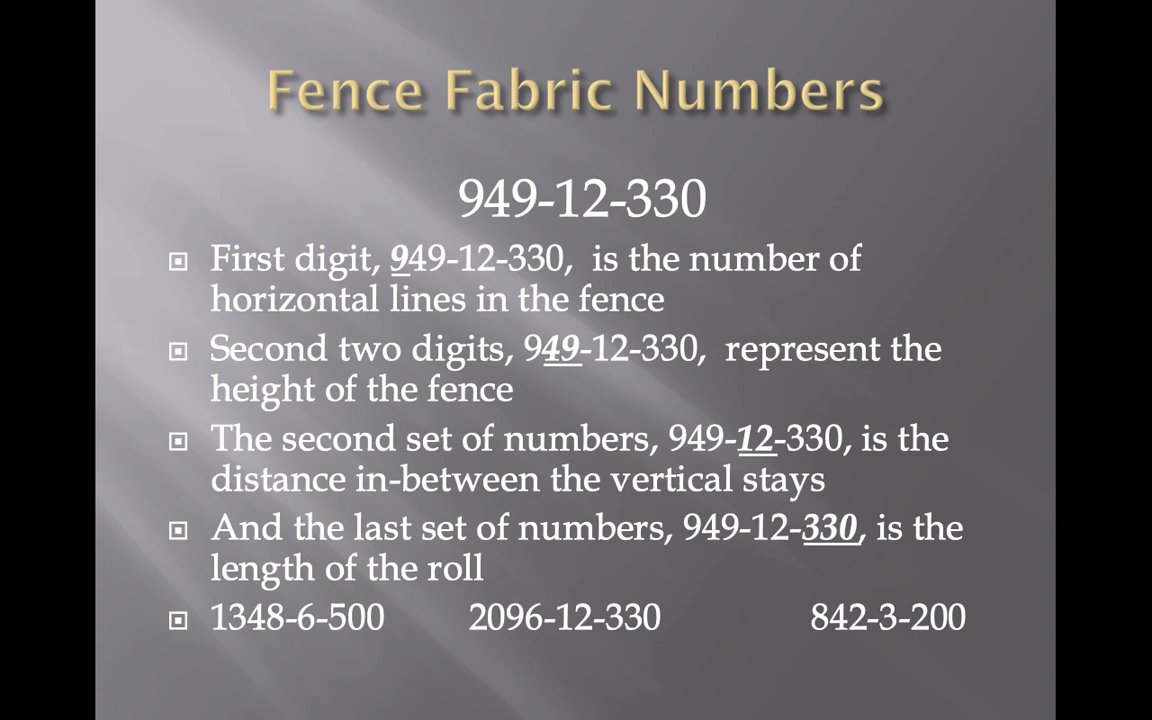 Fence Fabric Numbers
949-12-330
First digit, 949-12-330,  is the number of
horizontal lines in the fence
Second two digits, 949-12-330,  represent the
height of the fence
The second set of numbers, 949-12-330, is the
distance in-between the vertical stays
And the last set of numbers, 949-12-330, is the
length of the roll
1348-6-500 2096-12-330 842-3-200